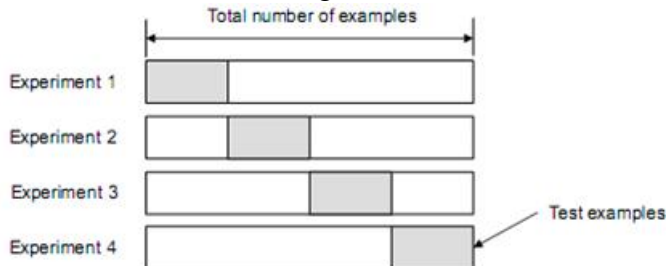 Total number of examples
Experiment 1
Experiment 2
Experiment 3
Test examples
Experiment 4